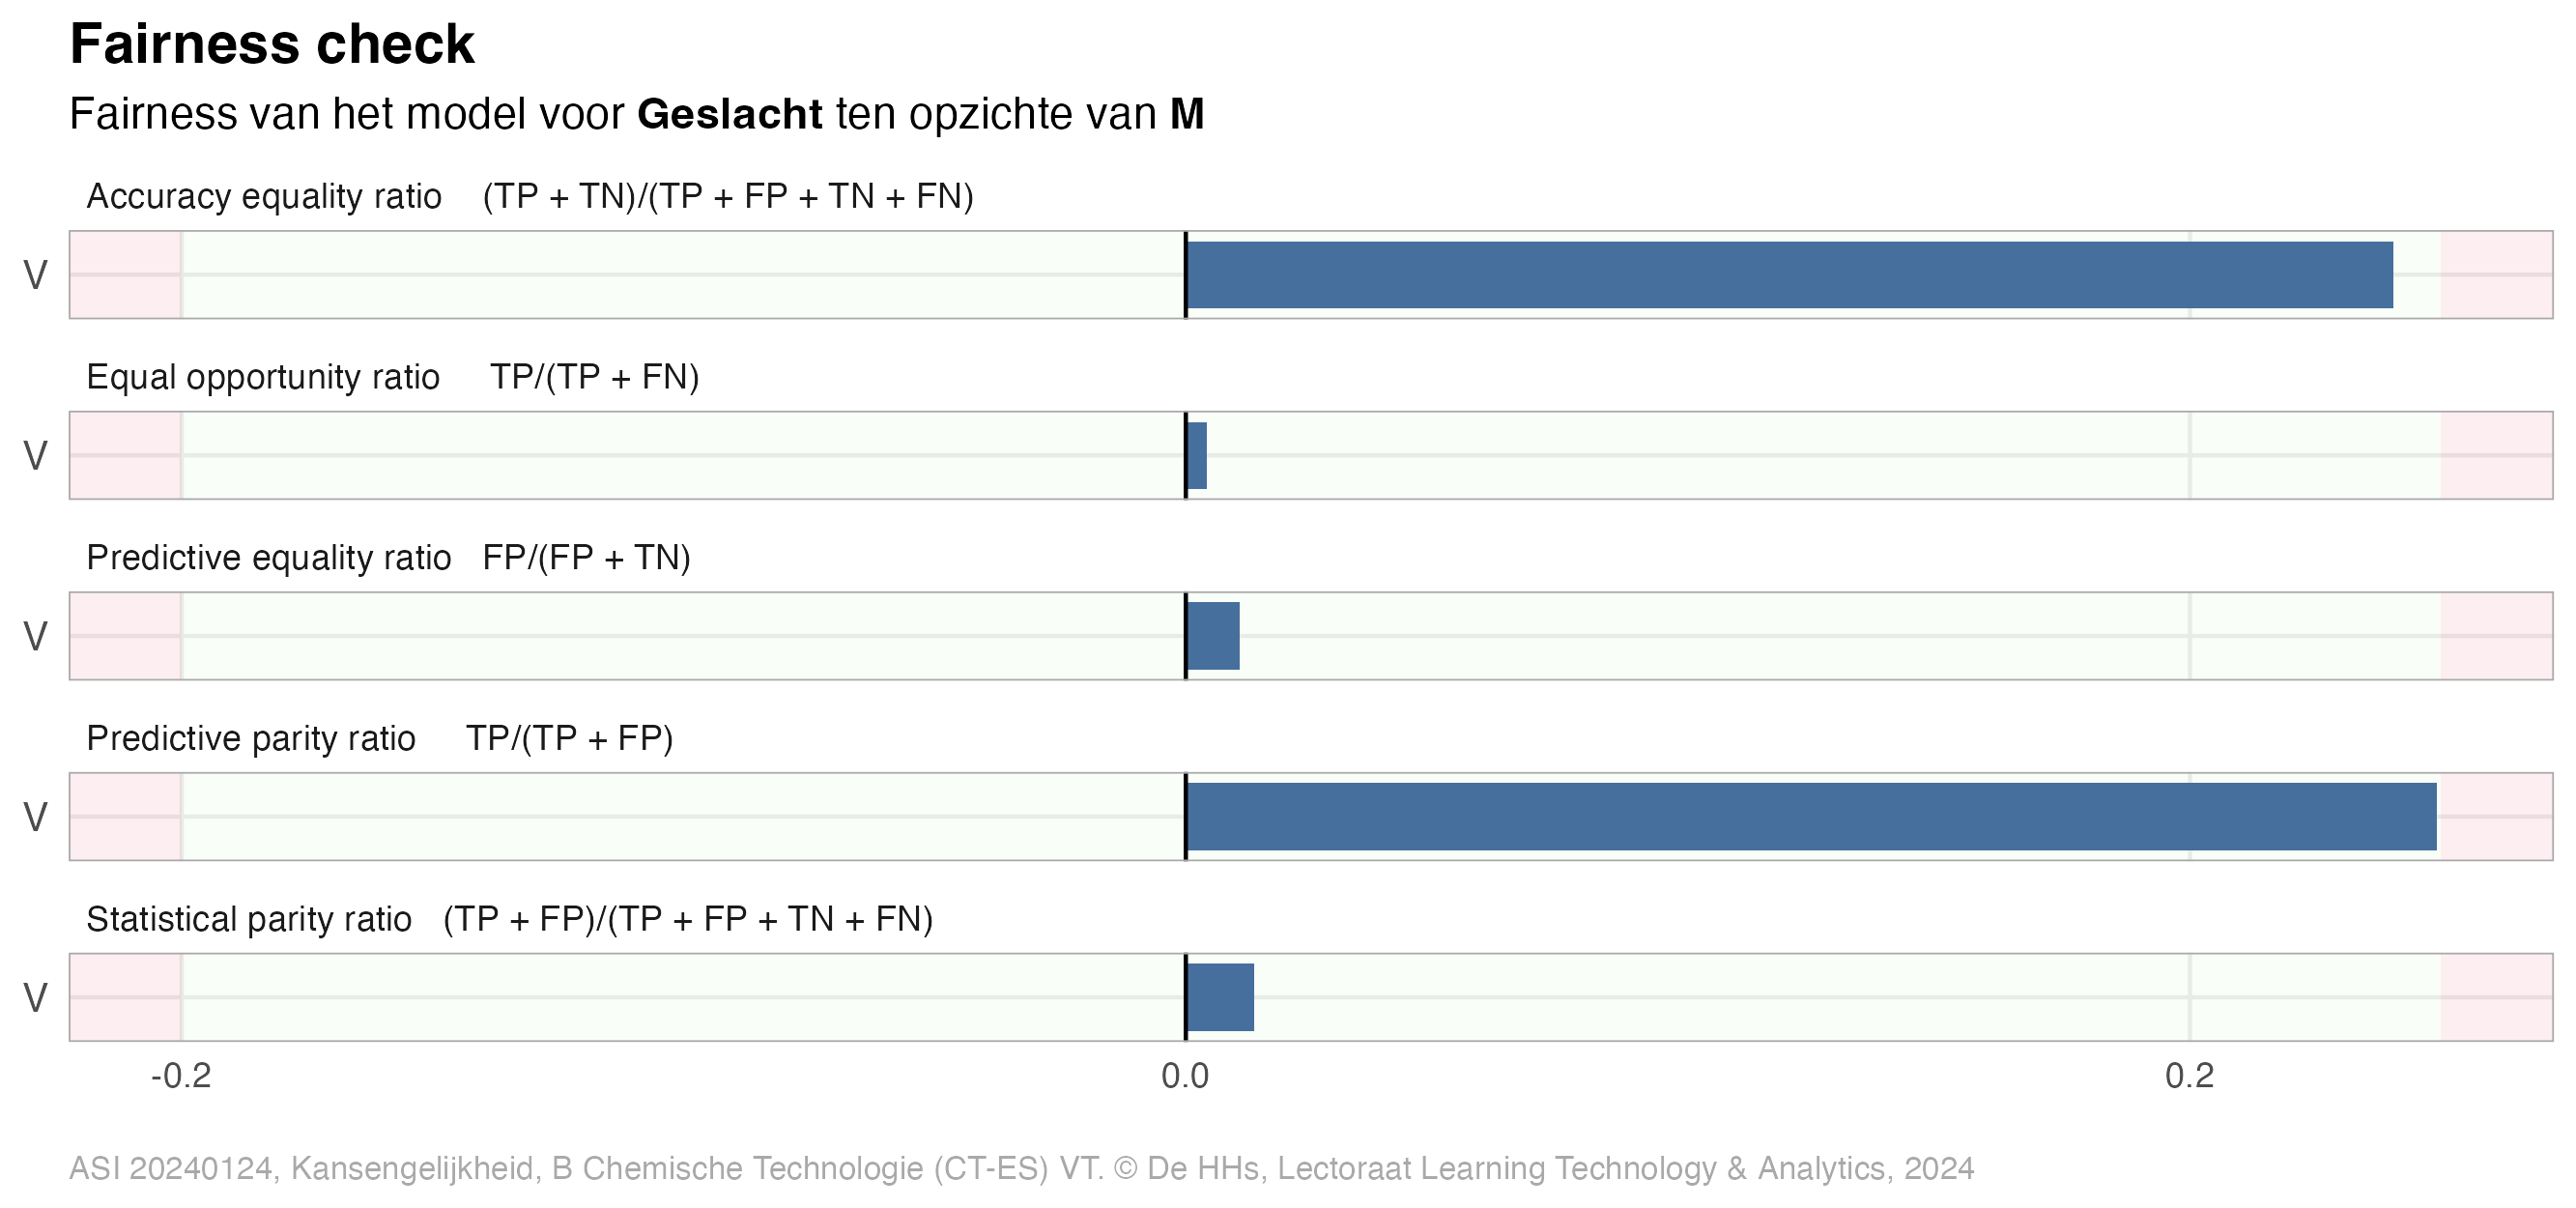 Fairness check
Fairness van het model voor Geslacht ten opzichte van M
Accuracy equality ratio (TP + TN)/(TP + FP + TN + FN)
V
Equal opportunity ratio TP/(TP + FN)
V
Predictive equality ratio FP/(FP + TN)
V
Predictive parity ratio TP/(TP + FP)
V
Statistical parity ratio (TP + FP)/(TP + FP + TN + FN)
V
-0.2 0.0 0.2
ASI 20240124, Kansengelijkheid, B Chemische Technologie (CT-ES) VT. © De HHs, Lectoraat Learning Technology & Analytics, 2024